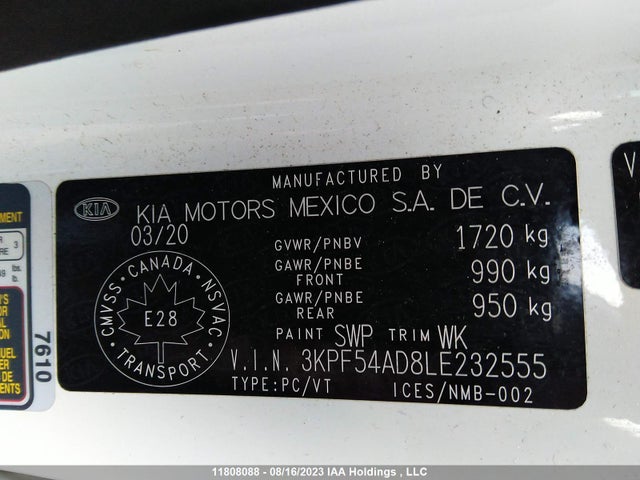 MANUFACTURED BY
KIA KIA MOTORS MEXICO S.A. DE C.V.
03/20
GVWR/PNBV 1720 kg
GAWR/PNBE FRONT 990 kg
GAWR/PNBE REAR 950 kg
CMVSS • CANADA • NSVAC
E28
TRANSPORT
PAINT SWP TRIM WK
V.I.N. 3KPF54AD8LE232555
TYPE:PC/VT ICES/NMB-002
7610
11808088 - 08/16/2023 IAA Holdings , LLC